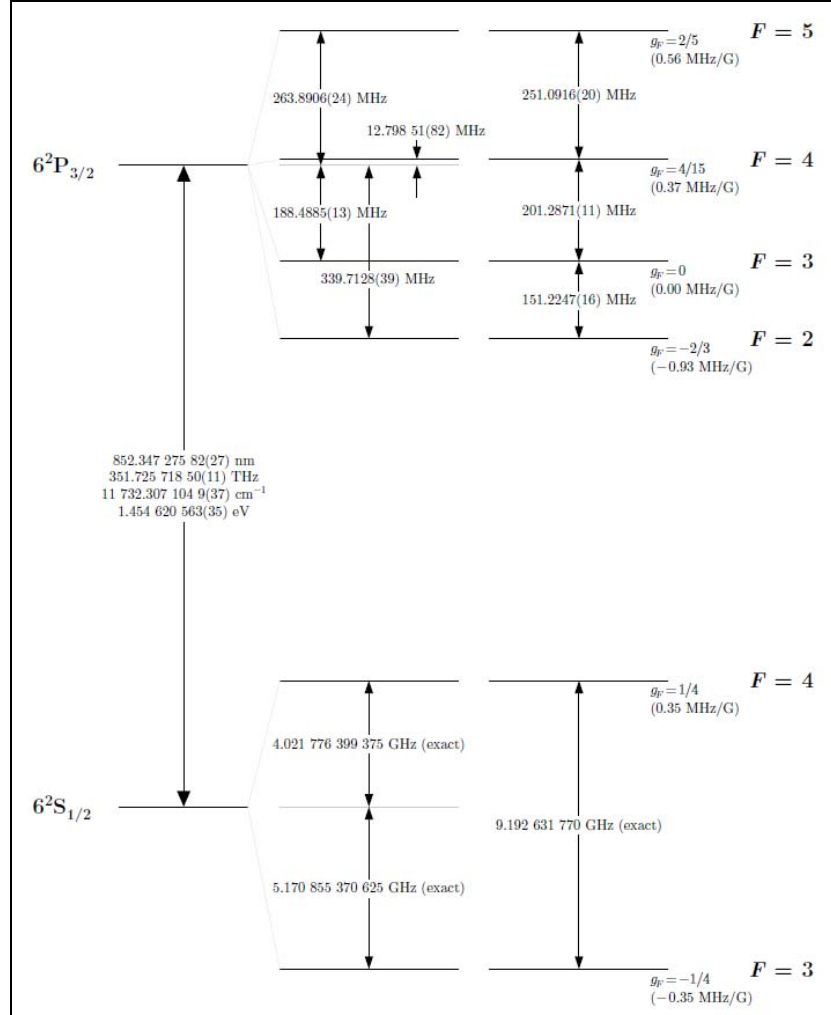 g_F = 2/5
(0.56 MHz/G)
F = 5
263.8906(24) MHz
251.0916(20) MHz
12.798 51(82) MHz
6²P₃/₂
g_F = 4/15
(0.37 MHz/G)
F = 4
188.4885(13) MHz
201.2871(11) MHz
g_F = 0
(0.00 MHz/G)
F = 3
339.7128(39) MHz
151.2247(16) MHz
g_F = −2/3
(−0.93 MHz/G)
F = 2
852.347 275 82(27) nm
351.725 718 50(11) THz
11 732.307 104 9(37) cm⁻¹
1.454 620 563(35) eV
g_F = 1/4
(0.35 MHz/G)
F = 4
4.021 776 399 375 GHz (exact)
6²S₁/₂
9.192 631 770 GHz (exact)
5.170 855 370 625 GHz (exact)
g_F = −1/4
(−0.35 MHz/G)
F = 3